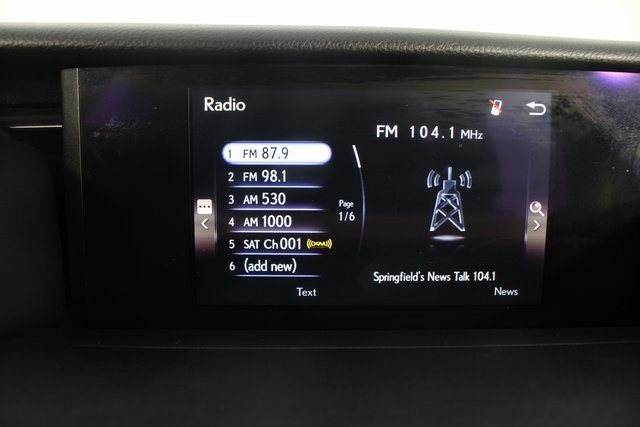 Radio
FM 104.1 MHz
1 FM 87.9
2 FM 98.1
3 AM 530
4 AM 1000
5 SAT Ch 001 ((XM))
6 (add new)
Page
1/6
Springfield's News Talk 104.1
Text
News